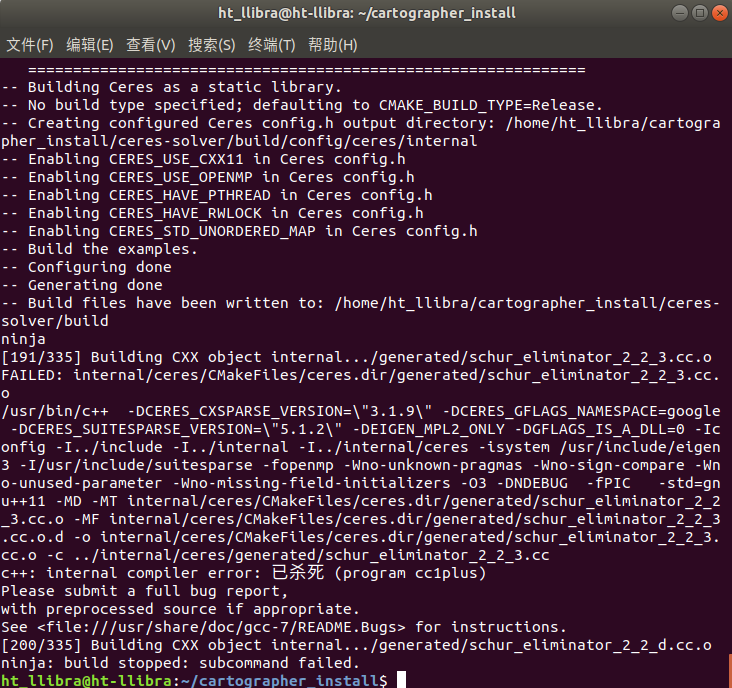 ht_llibra@ht-llibra: ~/cartographer_install
文件(F) 编辑(E) 查看(V) 搜索(S) 终端(T) 帮助(H)
==============================================================
-- Building Ceres as a static library.
-- No build type specified; defaulting to CMAKE_BUILD_TYPE=Release.
-- Creating configured Ceres config.h output directory: /home/ht_llibra/cartogra
pher_install/ceres-solver/build/config/ceres/internal
-- Enabling CERES_USE_CXX11 in Ceres config.h
-- Enabling CERES_USE_OPENMP in Ceres config.h
-- Enabling CERES_HAVE_PTHREAD in Ceres config.h
-- Enabling CERES_HAVE_RWLOCK in Ceres config.h
-- Enabling CERES_STD_UNORDERED_MAP in Ceres config.h
-- Build the examples.
-- Configuring done
-- Generating done
-- Build files have been written to: /home/ht_llibra/cartographer_install/ceres-
solver/build
ninja
[191/335] Building CXX object internal.../generated/schur_eliminator_2_2_3.cc.o
FAILED: internal/ceres/CMakeFiles/ceres.dir/generated/schur_eliminator_2_2_3.cc.
o
/usr/bin/c++  -DCERES_CXSPARSE_VERSION=\"3.1.9\" -DCERES_GFLAGS_NAMESPACE=google
 -DCERES_SUITESPARSE_VERSION=\"5.1.2\" -DEIGEN_MPL2_ONLY -DGFLAGS_IS_A_DLL=0 -Ic
onfig -I../include -I../internal -I../internal/ceres -isystem /usr/include/eigen
3 -I/usr/include/suitesparse -fopenmp -Wno-unknown-pragmas -Wno-sign-compare -Wn
o-unused-parameter -Wno-missing-field-initializers -O3 -DNDEBUG  -fPIC   -std=gn
u++11 -MD -MT internal/ceres/CMakeFiles/ceres.dir/generated/schur_eliminator_2_2
_3.cc.o -MF internal/ceres/CMakeFiles/ceres.dir/generated/schur_eliminator_2_2_3
.cc.o.d -o internal/ceres/CMakeFiles/ceres.dir/generated/schur_eliminator_2_2_3.
cc.o -c ../internal/ceres/generated/schur_eliminator_2_2_3.cc
c++: internal compiler error: 已杀死 (program cc1plus)
Please submit a full bug report,
with preprocessed source if appropriate.
See <file:///usr/share/doc/gcc-7/README.Bugs> for instructions.
[200/335] Building CXX object internal.../generated/schur_eliminator_2_2_d.cc.o
ninja: build stopped: subcommand failed.
ht_llibra@ht-llibra:~/cartographer_install$